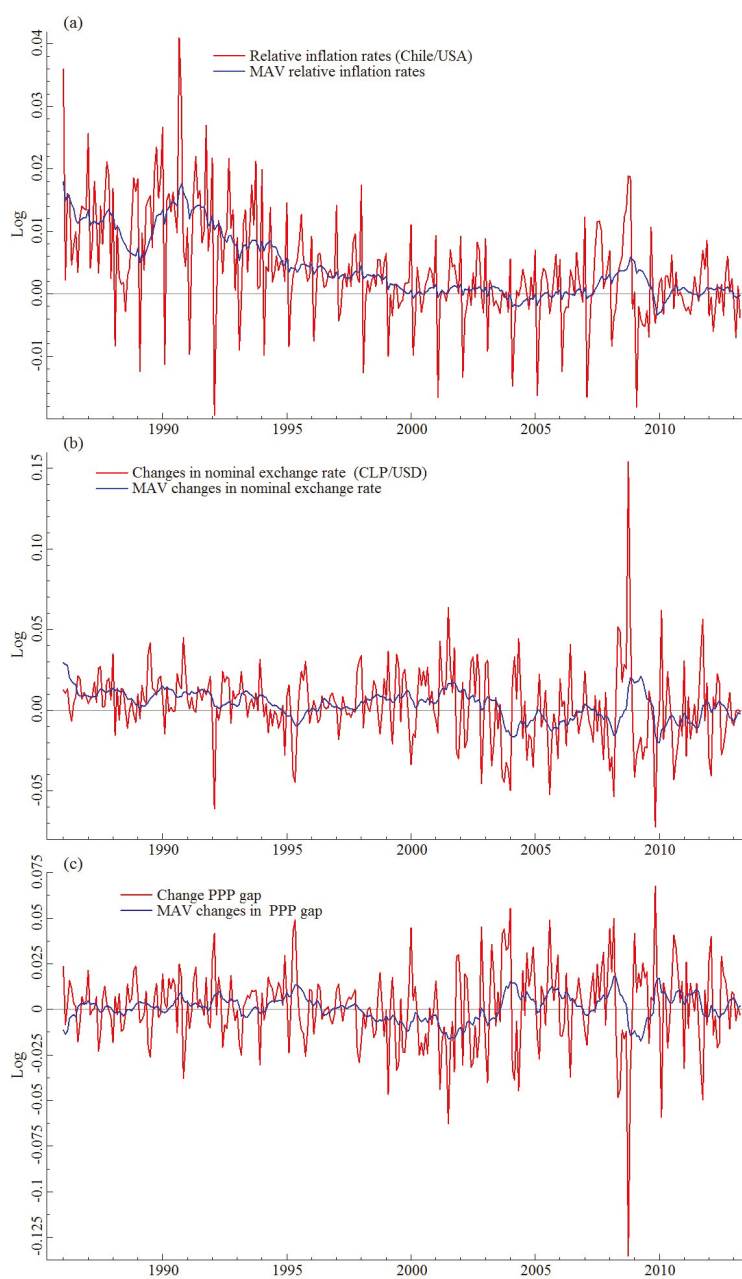 (a)
Relative inflation rates (Chile/USA)
MAV relative inflation rates
Log
0.04
0.03
0.02
0.01
0.00
-0.01
1990
1995
2000
2005
2010
(b)
Changes in nominal exchange rate (CLP/USD)
MAV changes in nominal exchange rate
Log
0.15
0.10
0.05
0.00
-0.05
1990
1995
2000
2005
2010
(c)
Change PPP gap
MAV changes in PPP gap
Log
0.075
0.05
0.025
0
-0.025
-0.05
-0.075
-0.1
-0.125
1990
1995
2000
2005
2010